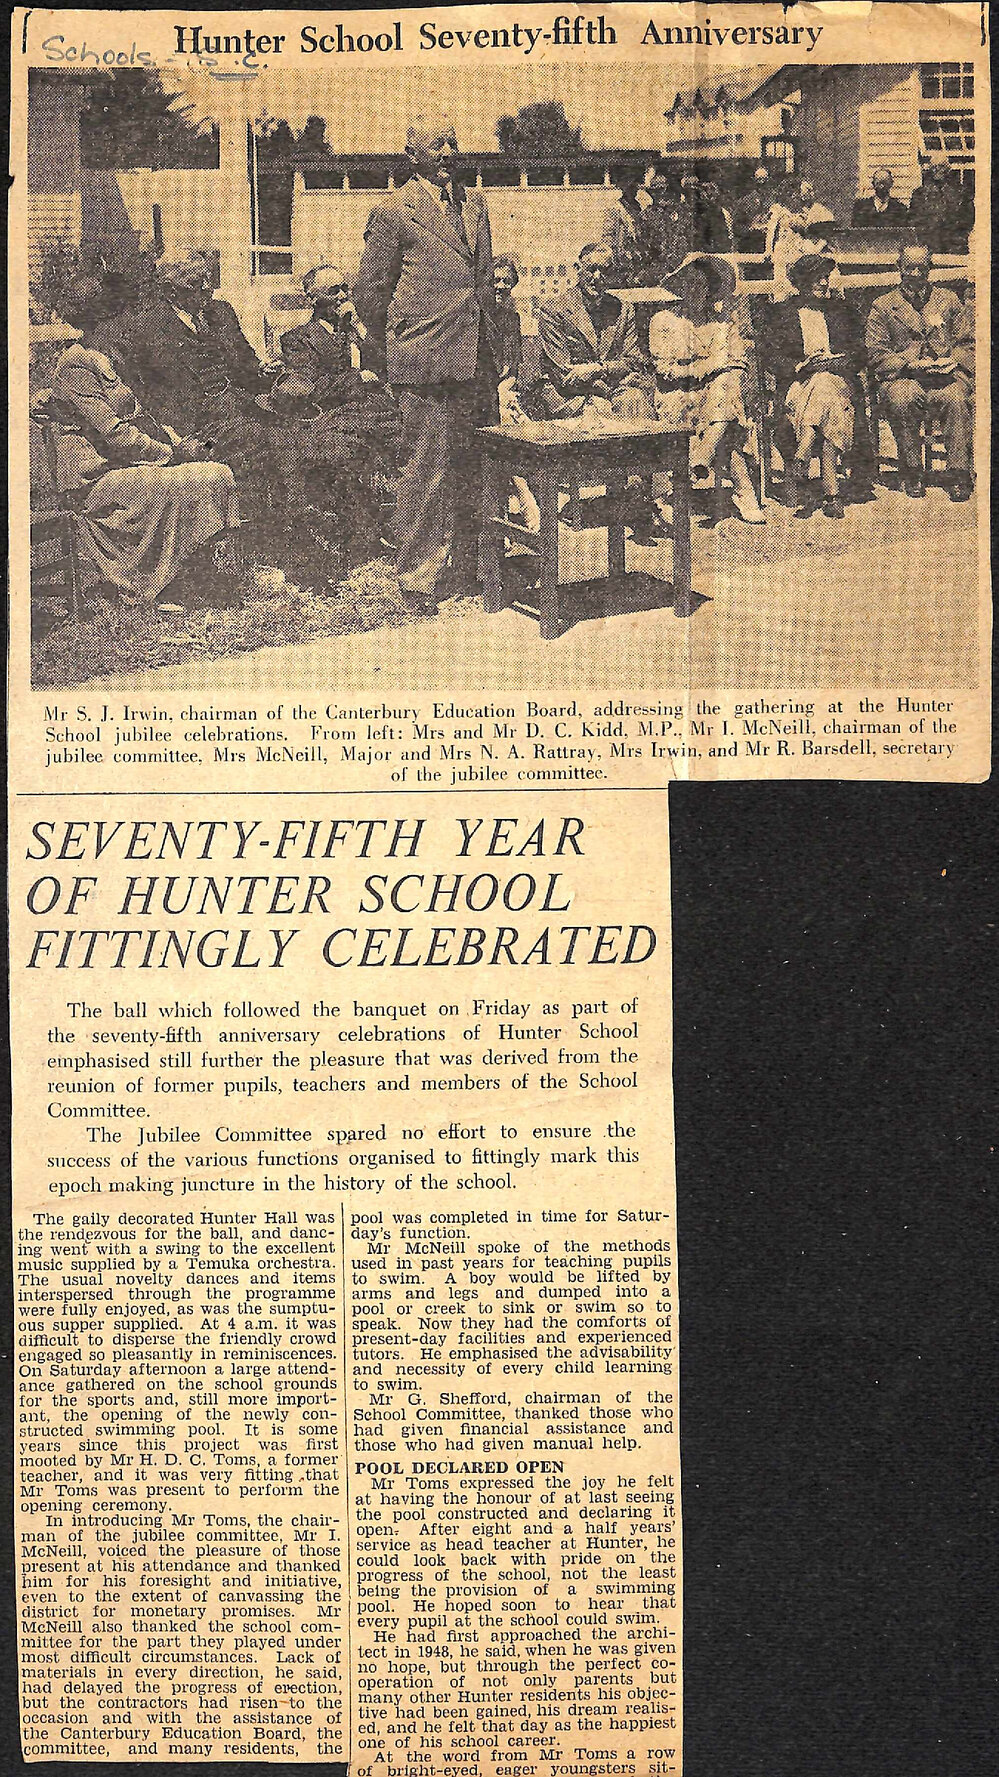 Schools - S.C.
Hunter School Seventy-fifth Anniversary
Mr S. J. Irwin, chairman of the Canterbury Education Board, addressing the gathering at the Hunter
School jubilee celebrations. From left: Mrs and Mr D. C. Kidd, M.P., Mr I. McNeill, chairman of the
jubilee committee, Mrs McNeill, Major and Mrs N. A. Rattray, Mrs Irwin, and Mr R. Barsdell, secretary
of the jubilee committee.
SEVENTY-FIFTH YEAR
OF HUNTER SCHOOL
FITTINGLY CELEBRATED
The ball which followed the banquet on Friday as part of
the seventy-fifth anniversary celebrations of Hunter School
emphasised still further the pleasure that was derived from the
reunion of former pupils, teachers and members of the School
Committee.
The Jubilee Committee spared no effort to ensure the
success of the various functions organised to fittingly mark this
epoch making juncture in the history of the school.
The gaily decorated Hunter Hall was
the rendezvous for the ball, and danc-
ing went with a swing to the excellent
music supplied by a Temuka orchestra.
The usual novelty dances and items
interspersed through the programme
were fully enjoyed, as was the sumptu-
ous supper supplied. At 4 a.m. it was
difficult to disperse the friendly crowd
engaged so pleasantly in reminiscences.
On Saturday afternoon a large attend-
ance gathered on the school grounds
for the sports and, still more import-
ant, the opening of the newly con-
structed swimming pool. It is some
years since this project was first
mooted by Mr H. D. C. Toms, a former
teacher, and it was very fitting that
Mr Toms was present to perform the
opening ceremony.
In introducing Mr Toms, the chair-
man of the jubilee committee, Mr I.
McNeill, voiced the pleasure of those
present at his attendance and thanked
him for his foresight and initiative,
even to the extent of canvassing the
district for monetary promises. Mr
McNeill also thanked the school com-
mittee for the part they played under
most difficult circumstances. Lack of
materials in every direction, he said,
had delayed the progress of erection,
but the contractors had risen to the
occasion and with the assistance of
the Canterbury Education Board, the
committee, and many residents, the
pool was completed in time for Satur-
day's function.
Mr McNeill spoke of the methods
used in past years for teaching pupils
to swim. A boy would be lifted by
arms and legs and dumped into a
pool or creek to sink or swim so to
speak. Now they had the comforts of
present-day facilities and experienced
tutors. He emphasised the advisability
and necessity of every child learning
to swim.
Mr G. Shefford, chairman of the
School Committee, thanked those who
had given financial assistance and
those who had given manual help.
POOL DECLARED OPEN
Mr Toms expressed the joy he felt
at having the honour of at last seeing
the pool constructed and declaring it
open. After eight and a half years'
service as head teacher at Hunter, he
could look back with pride on the
progress of the school, not the least
being the provision of a swimming
pool. He hoped soon to hear that
every pupil at the school could swim.
He had first approached the archi-
tect in 1948, he said, when he was given
no hope, but through the perfect co-
operation of not only parents but
many other Hunter residents his objec-
tive had been gained, his dream realis-
ed, and he felt that day as the happiest
one of his school career.
At the word from Mr Toms a row
of bright-eyed, eager youngsters sit-